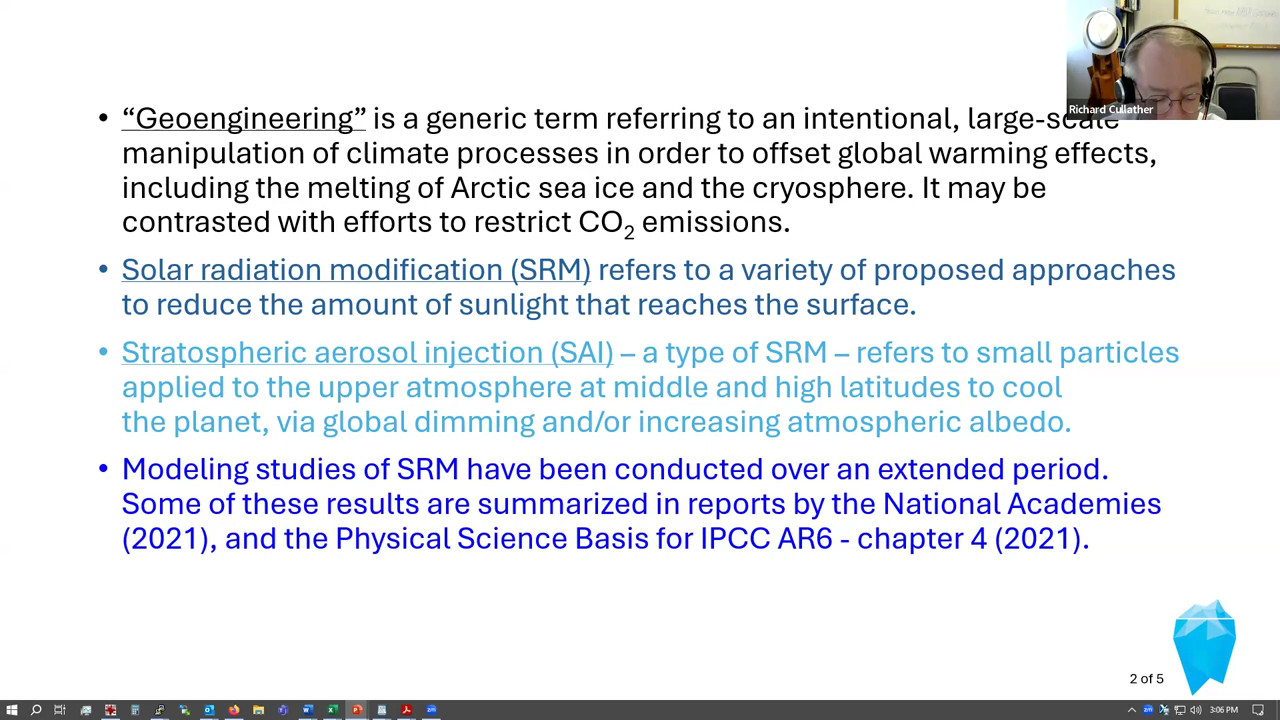 Richard Cullather
• “Geoengineering” is a generic term referring to an intentional, large-scale
manipulation of climate processes in order to offset global warming effects,
including the melting of Arctic sea ice and the cryosphere. It may be
contrasted with efforts to restrict CO₂ emissions.
• Solar radiation modification (SRM) refers to a variety of proposed approaches
to reduce the amount of sunlight that reaches the surface.
• Stratospheric aerosol injection (SAI) – a type of SRM – refers to small particles
applied to the upper atmosphere at middle and high latitudes to cool
the planet, via global dimming and/or increasing atmospheric albedo.
• Modeling studies of SRM have been conducted over an extended period.
Some of these results are summarized in reports by the National Academies
(2021), and the Physical Science Basis for IPCC AR6 - chapter 4 (2021).
2 of 5
3:06 PM